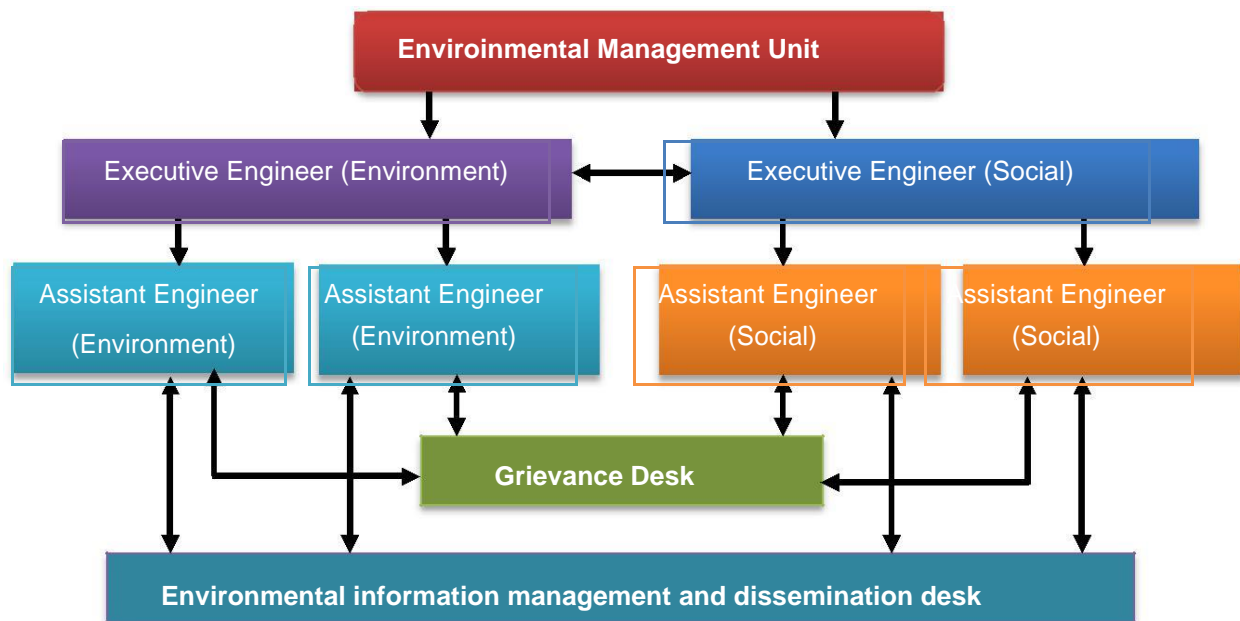 Enviroinmental Management Unit
Executive Engineer (Environment)
Executive Engineer (Social)
Assistant Engineer
(Environment)
Assistant Engineer
(Environment)
Assistant Engineer
(Social)
Assistant Engineer
(Social)
Grievance Desk
Environmental information management and dissemination desk